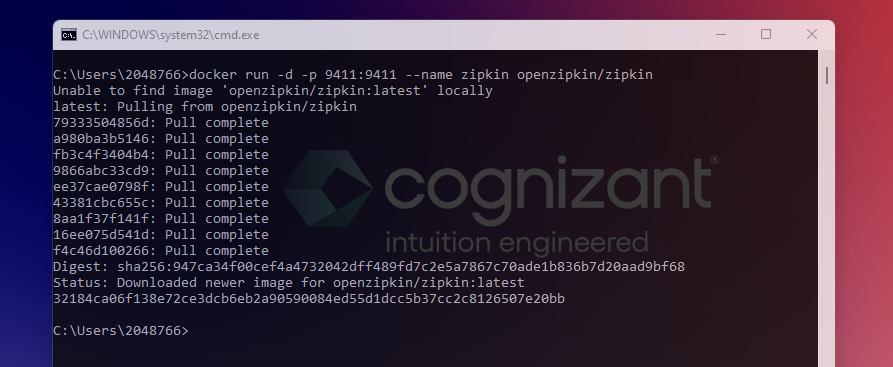 C:\WINDOWS\system32\cmd.exe
C:\Users\2048766>docker run -d -p 9411:9411 --name zipkin openzipkin/zipkin
Unable to find image 'openzipkin/zipkin:latest' locally
latest: Pulling from openzipkin/zipkin
79333504856d: Pull complete
a980ba3b5146: Pull complete
fb3c4f3404b4: Pull complete
9866abc33cd9: Pull complete
ee37cae0798f: Pull complete
43381cbc655c: Pull complete
8aa1f37f141f: Pull complete
16ee075d541d: Pull complete
f4c46d100266: Pull complete
Digest: sha256:947ca34f00cef4a4732042dff489fd7c2e5a7867c70ade1b836b7d20aad9bf68
Status: Downloaded newer image for openzipkin/zipkin:latest
32184ca06f138e72ce3dcb6eb2a90590084ed55d1dcc5b37cc2c8126507e20bb
C:\Users\2048766>
cognizant®
intuition engineered